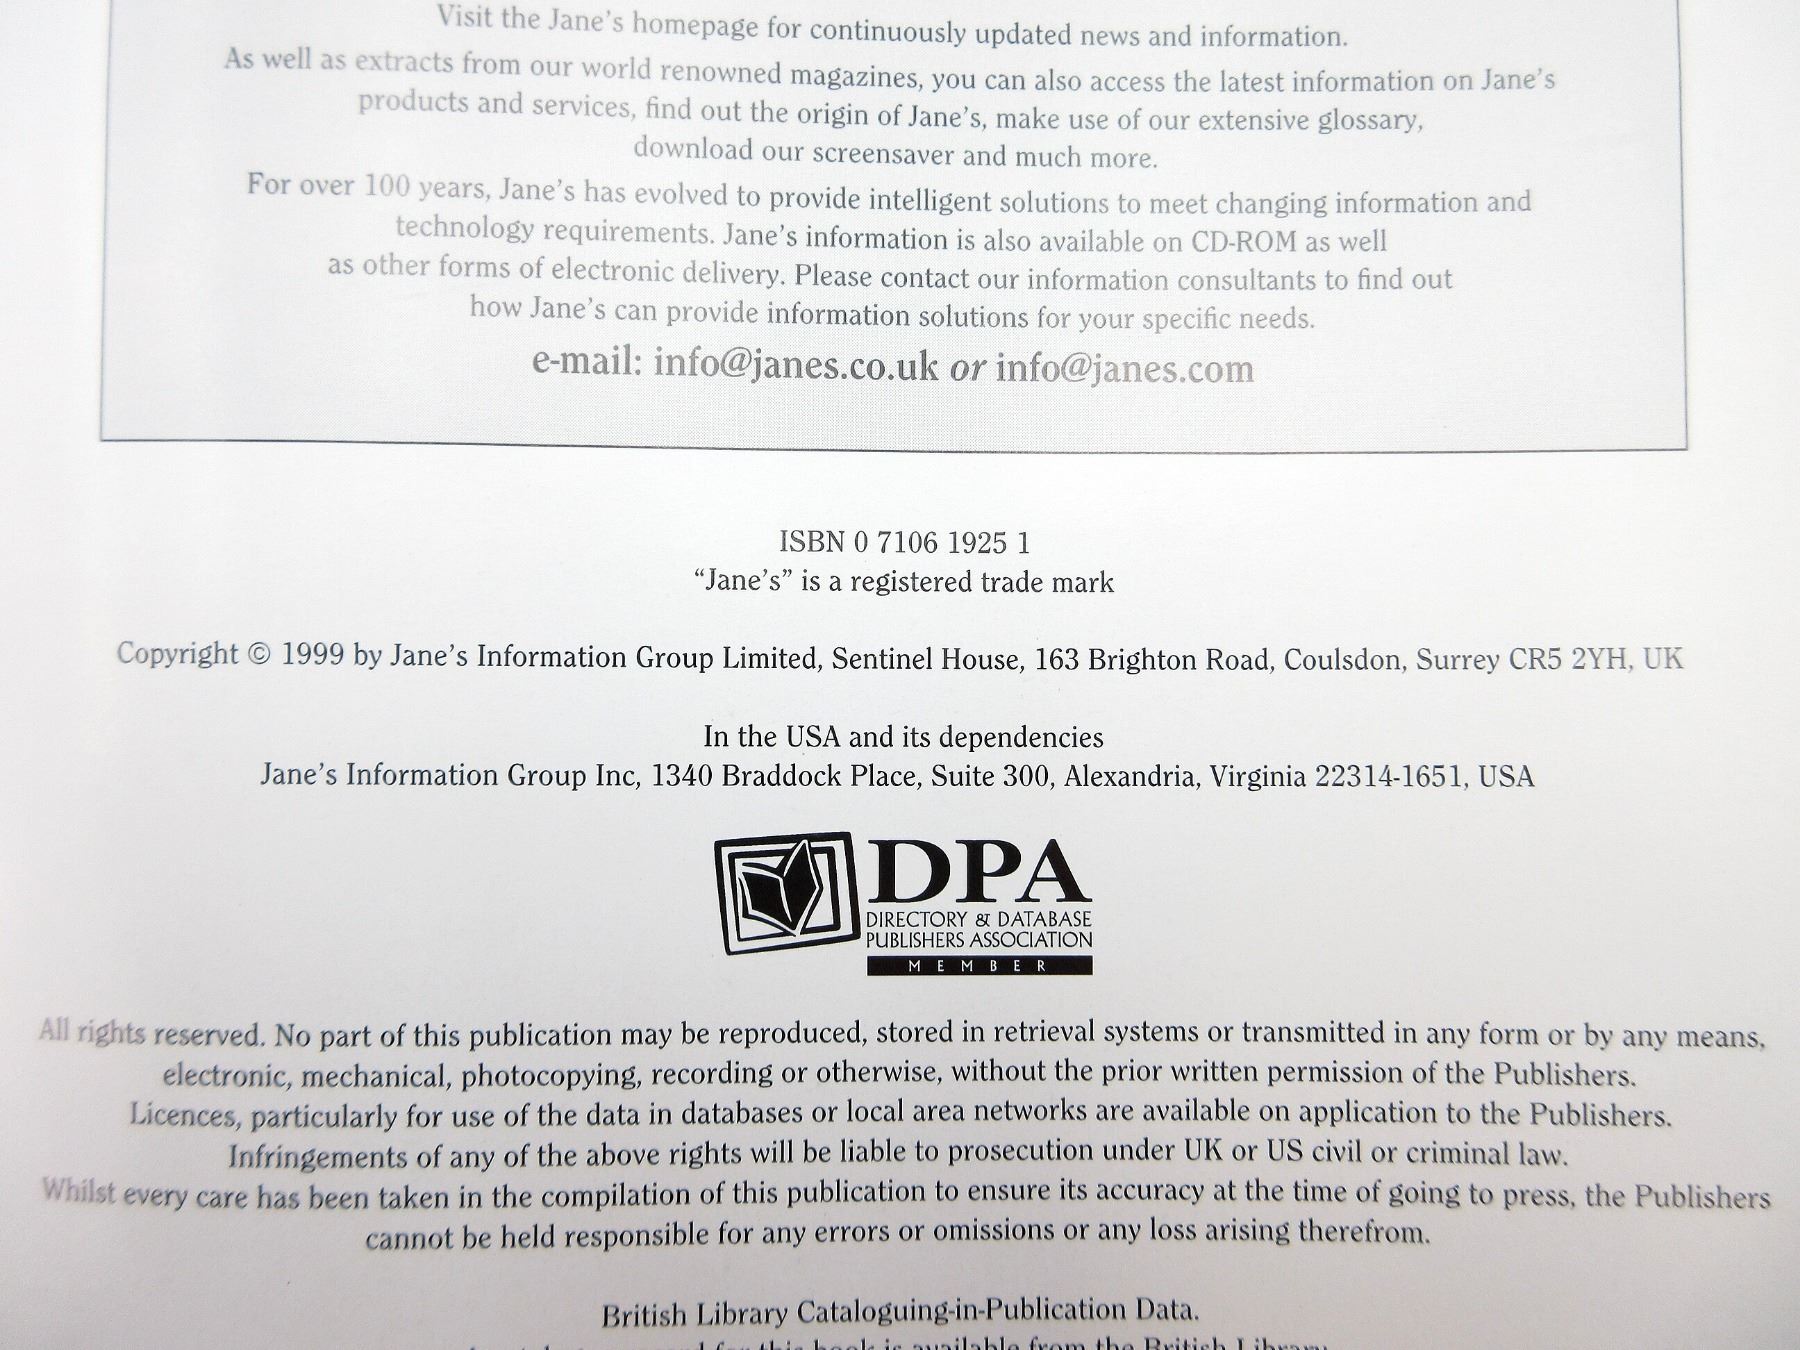 Visit the Jane's homepage for continuously updated news and information.
As well as extracts from our world renowned magazines, you can also access the latest information on Jane's
products and services, find out the origin of Jane's, make use of our extensive glossary,
download our screensaver and much more.
For over 100 years, Jane's has evolved to provide intelligent solutions to meet changing information and
technology requirements. Jane's information is also available on CD-ROM as well
as other forms of electronic delivery. Please contact our information consultants to find out
how Jane's can provide information solutions for your specific needs.
e-mail: info@janes.co.uk or info@janes.com
ISBN 0 7106 1925 1
“Jane's” is a registered trade mark
Copyright © 1999 by Jane's Information Group Limited, Sentinel House, 163 Brighton Road, Coulsdon, Surrey CR5 2YH, UK
In the USA and its dependencies
Jane's Information Group Inc, 1340 Braddock Place, Suite 300, Alexandria, Virginia 22314-1651, USA
DPA
DIRECTORY & DATABASE
PUBLISHERS ASSOCIATION
MEMBER
All rights reserved. No part of this publication may be reproduced, stored in retrieval systems or transmitted in any form or by any means,
electronic, mechanical, photocopying, recording or otherwise, without the prior written permission of the Publishers.
Licences, particularly for use of the data in databases or local area networks are available on application to the Publishers.
Infringements of any of the above rights will be liable to prosecution under UK or US civil or criminal law.
Whilst every care has been taken in the compilation of this publication to ensure its accuracy at the time of going to press, the Publishers
cannot be held responsible for any errors or omissions or any loss arising therefrom.
British Library Cataloguing-in-Publication Data.
for this book is available from the British Library